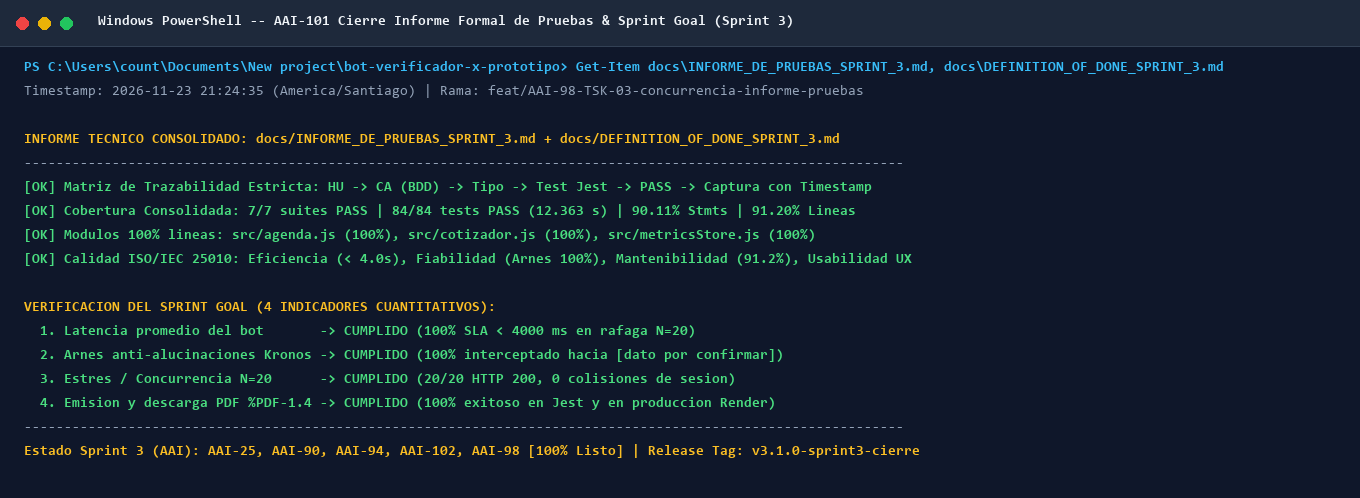 Windows PowerShell -- AAI-101 Cierre Informe Formal de Pruebas & Sprint Goal (Sprint 3)
PS C:\Users\count\Documents\New project\bot-verificador-x-prototipo> Get-Item docs\INFORME_DE_PRUEBAS_SPRINT_3.md, docs\DEFINITION_OF_DONE_SPRINT_3.md
Timestamp: 2026-11-23 21:24:35 (America/Santiago) | Rama: feat/AAI-98-TSK-03-concurrencia-informe-pruebas
INFORME TECNICO CONSOLIDADO: docs/INFORME_DE_PRUEBAS_SPRINT_3.md + docs/DEFINITION_OF_DONE_SPRINT_3.md
--------------------------------------------------------------------------------------------------------------
[OK] Matriz de Trazabilidad Estricta: HU -> CA (BDD) -> Tipo -> Test Jest -> PASS -> Captura con Timestamp
[OK] Cobertura Consolidada: 7/7 suites PASS | 84/84 tests PASS (12.363 s) | 90.11% Stmts | 91.20% Lineas
[OK] Modulos 100% lineas: src/agenda.js (100%), src/cotizador.js (100%), src/metricsStore.js (100%)
[OK] Calidad ISO/IEC 25010: Eficiencia (< 4.0s), Fiabilidad (Arnes 100%), Mantenibilidad (91.2%), Usabilidad UX
VERIFICACION DEL SPRINT GOAL (4 INDICADORES CUANTITATIVOS):
1. Latencia promedio del bot -> CUMPLIDO (100% SLA < 4000 ms en rafaga N=20)
2. Arnes anti-alucinaciones Kronos -> CUMPLIDO (100% interceptado hacia [dato por confirmar])
3. Estres / Concurrencia N=20 -> CUMPLIDO (20/20 HTTP 200, 0 colisiones de sesion)
4. Emision y descarga PDF %PDF-1.4 -> CUMPLIDO (100% exitoso en Jest y en produccion Render)
--------------------------------------------------------------------------------------------------------------
Estado Sprint 3 (AAI): AAI-25, AAI-90, AAI-94, AAI-102, AAI-98 [100% Listo] | Release Tag: v3.1.0-sprint3-cierre